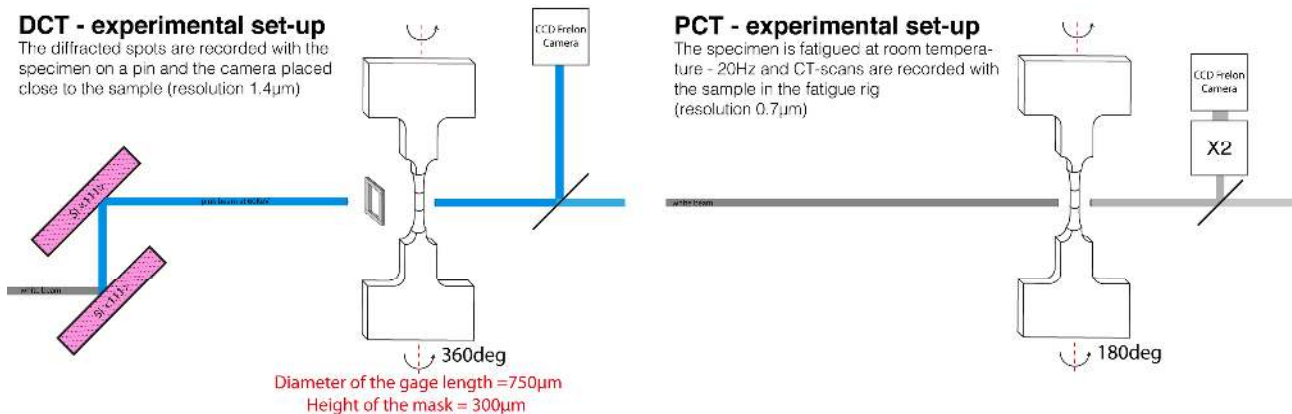 DCT - experimental set-up
The diffracted spots are recorded with the
specimen on a pin and the camera placed
close to the sample (resolution 1.4µm)
CCD Frelon
Camera
Si <111>
pink beam at 60KeV
white beam
Si <111>
360deg
Diameter of the gage length =750µm
Height of the mask = 300µm
PCT - experimental set-up
The specimen is fatigued at room tempera-
ture - 20Hz and CT-scans are recorded with
the sample in the fatigue rig
(resolution 0.7µm)
CCD Frelon
Camera
X2
white beam
180deg